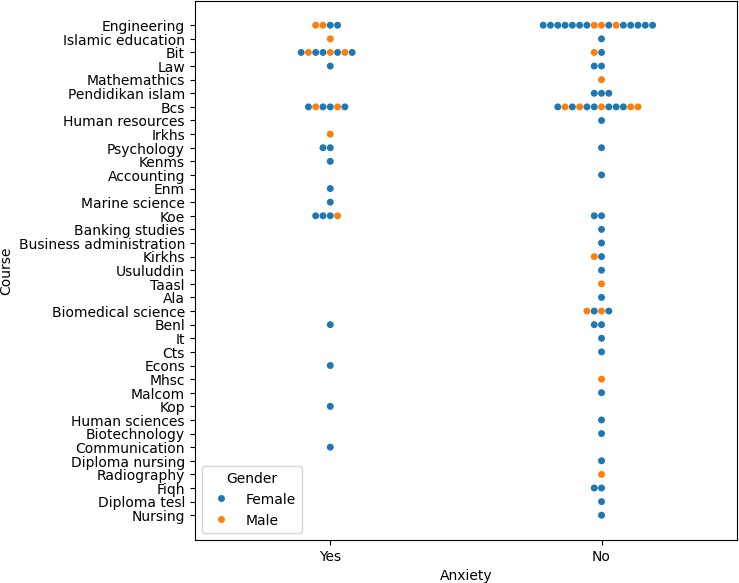 Engineering
Islamic education
Bit
Law
Mathemathics
Pendidikan islam
Bcs
Human resources
Irkhs
Psychology
Kenms
Accounting
Enm
Marine science
Koe
Banking studies
Business administration
Kirkhs
Usuluddin
Taasl
Ala
Biomedical science
Benl
It
Cts
Econs
Mhsc
Malcom
Kop
Human sciences
Biotechnology
Communication
Diploma nursing
Radiography
Fiqh
Diploma tesl
Nursing
Course
Gender
Female
Male
Yes
No
Anxiety